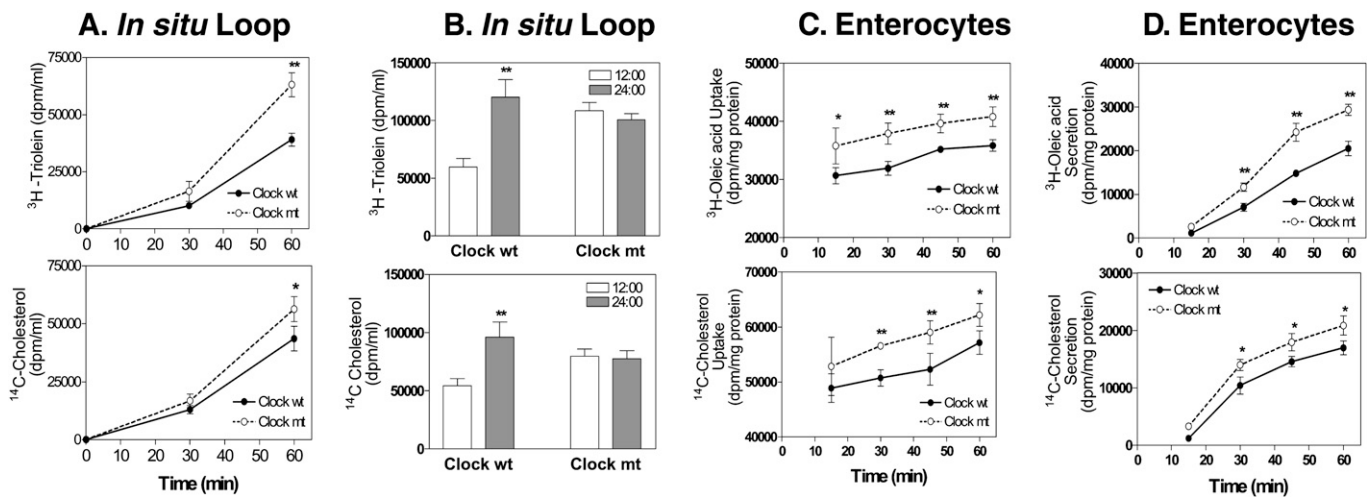 A. In situ Loop
³H -Triolein (dpm/ml)
75000
50000
25000
0
**
Clock wt
Clock mt
0 10 20 30 40 50 60
¹⁴C-Cholesterol
(dpm/ml)
75000
50000
25000
0
*
Clock wt
Clock mt
0 10 20 30 40 50 60
Time (min)
B. In situ Loop
³H -Triolein (dpm/ml)
150000
100000
50000
0
**
12:00
24:00
Clock wt Clock mt
¹⁴C Cholesterol
(dpm/ml)
150000
100000
50000
0
**
12:00
24:00
Clock wt Clock mt
C. Enterocytes
³H-Oleic acid Uptake
(dpm/mg protein)
50000
40000
30000
20000
* ** ** **
Clock wt
Clock mt
0 10 20 30 40 50 60
¹⁴C-Cholesterol
Uptake
(dpm/mg protein)
70000
60000
50000
40000
** ** *
Clock wt
Clock mt
0 10 20 30 40 50 60
Time (min)
D. Enterocytes
³H-Oleic acid
Secretion
(dpm/mg protein)
40000
30000
20000
10000
0
** ** **
Clock wt
Clock mt
0 10 20 30 40 50 60
¹⁴C-Cholesterol
Secretion
(dpm/mg protein)
30000
20000
10000
0
Clock wt
Clock mt
* * *
0 10 20 30 40 50 60
Time (min)